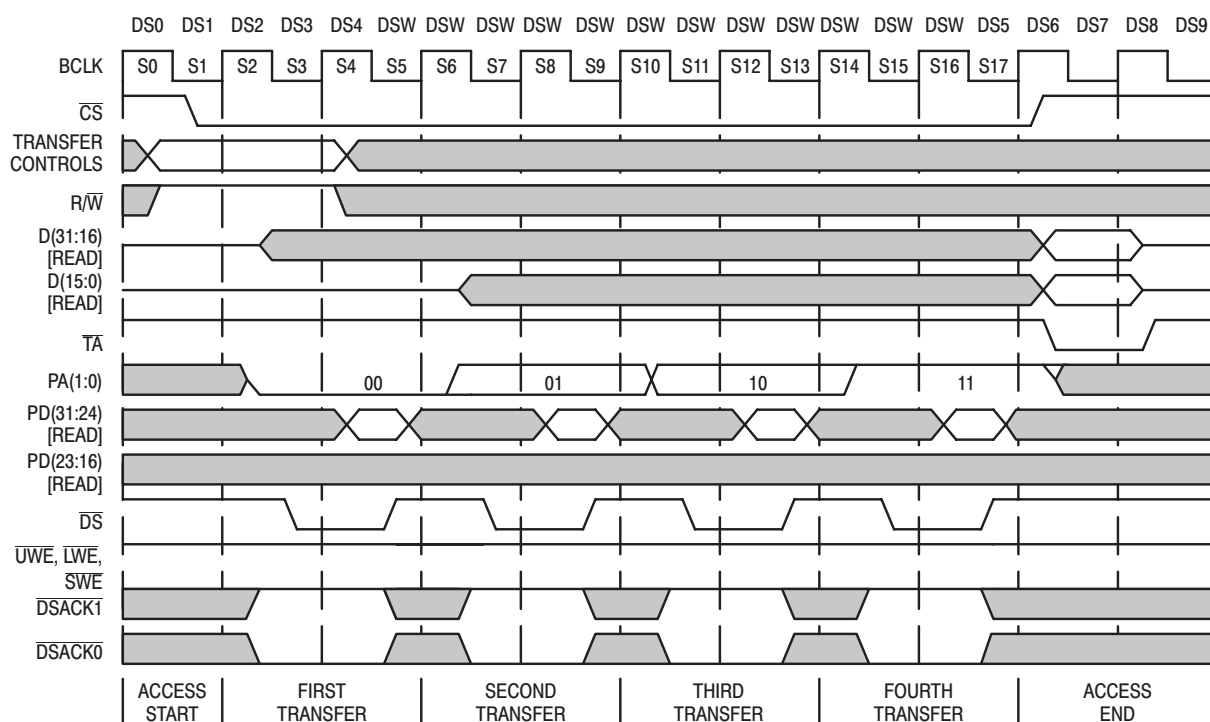 DS0 DS1 DS2 DS3 DS4 DSW DSW DSW DSW DSW DSW DSW DSW DSW DSW DSW DSW DS5 DS6 DS7 DS8 DS9
BCLK S0 S1 S2 S3 S4 S5 S6 S7 S8 S9 S10 S11 S12 S13 S14 S15 S16 S17
CS
TRANSFER
CONTROLS
R/W
D(31:16)
[READ]
D(15:0)
[READ]
TA
PA(1:0) 00 01 10 11
PD(31:24)
[READ]
PD(23:16)
[READ]
DS
UWE, LWE,
SWE
DSACK1
DSACK0
ACCESS START
FIRST TRANSFER
SECOND TRANSFER
THIRD TRANSFER
FOURTH TRANSFER
ACCESS END